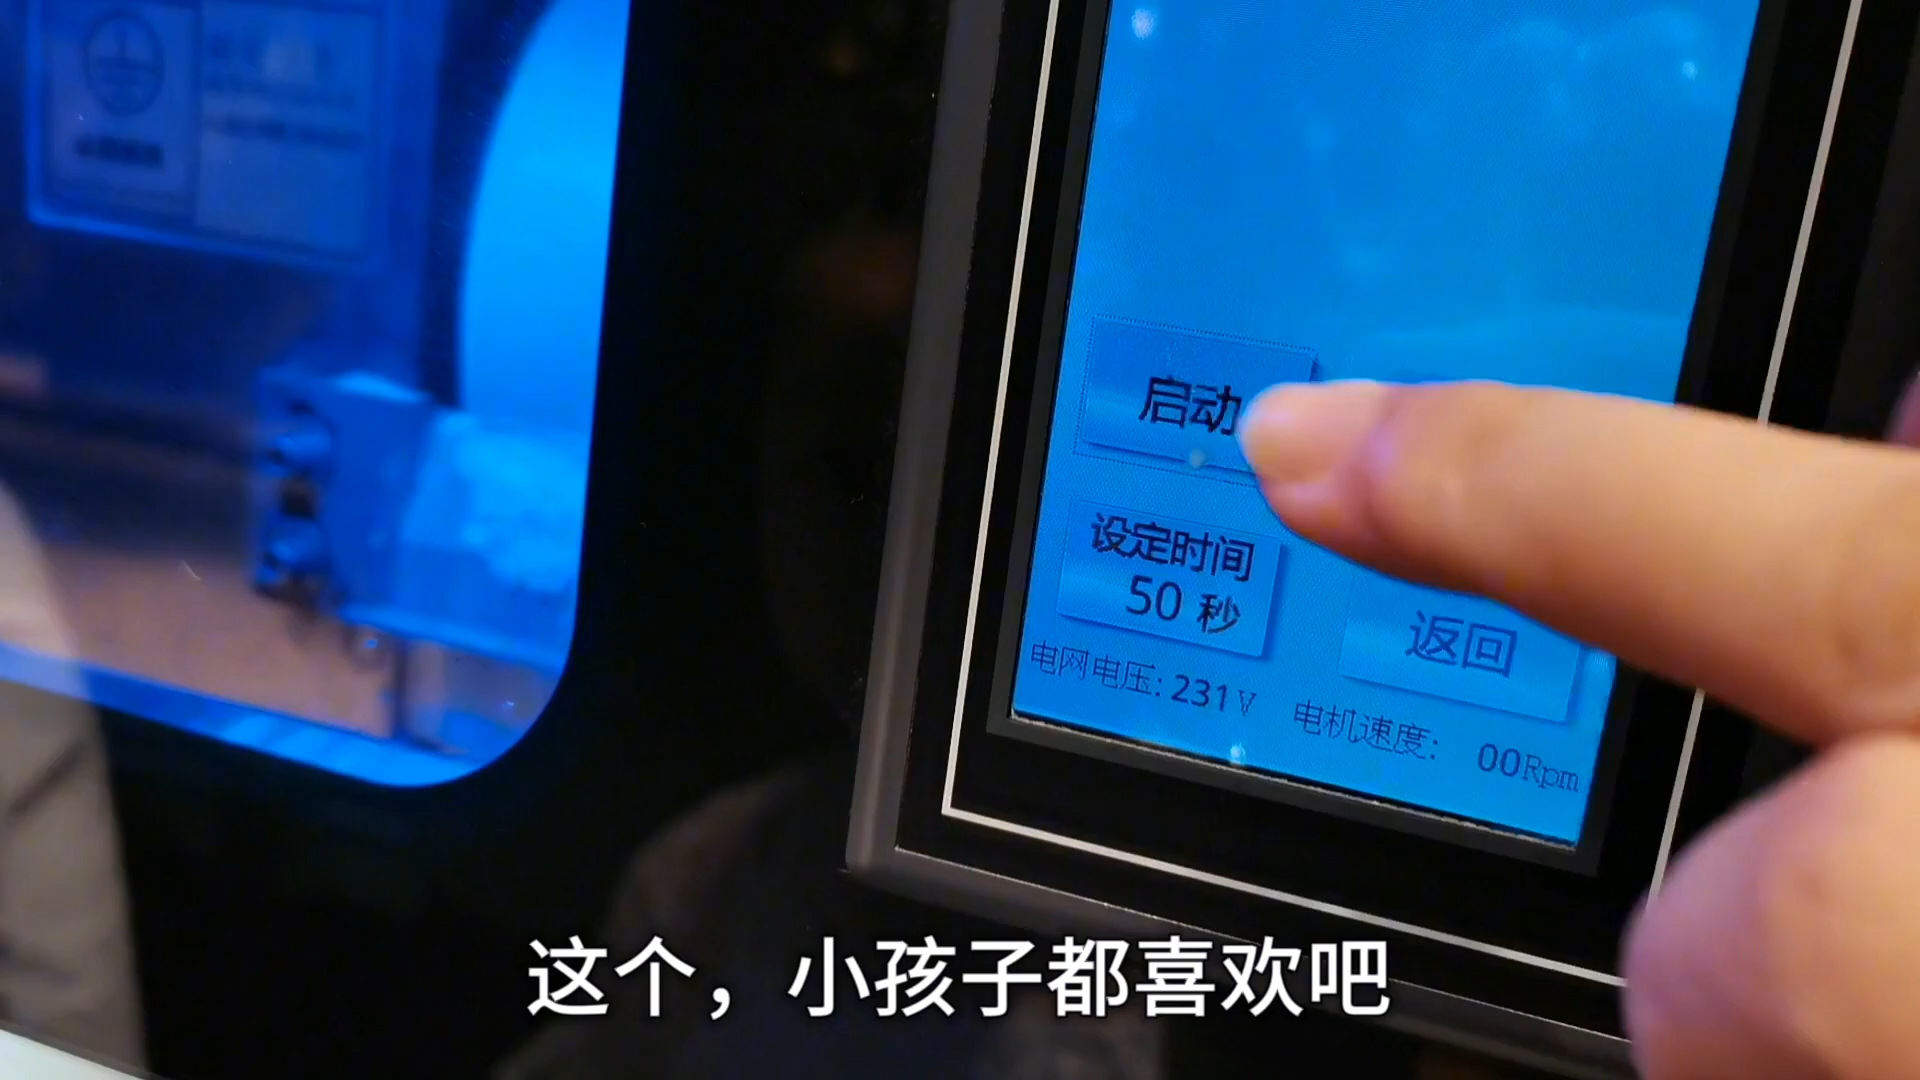 启动
设定时间
50 秒
返回
电网电压: 231V
电机速度: 00Rpm
这个，小孩子都喜欢吧